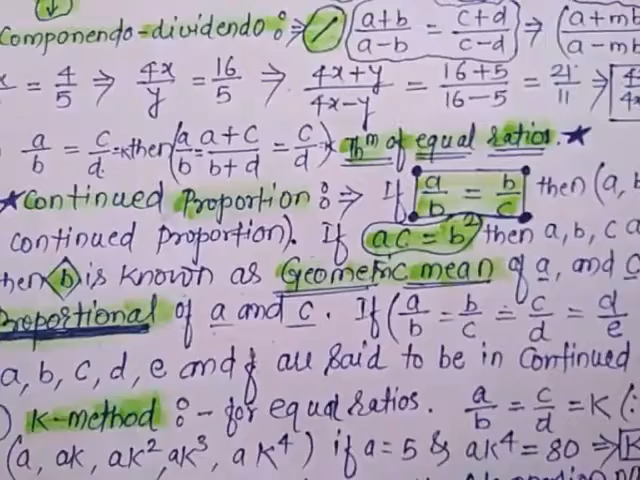 Componendo-dividendo :⇒ (a+b)/(a-b) = (c+d)/(c-d) ⇒ (a+mb)/(a-mb)
= 4/5 ⇒ 4x/y = 16/5 ⇒ (4x+y)/(4x-y) = (16+5)/(16-5) = 21/11 ⇒
a/b = c/d then (a/b = (a+c)/(b+d) = c/d) * Thm of equal ratios. ★
★Continued Proportion :⇒ If a/b = b/c then (a, b
continued proportion). If ac = b² then a, b, c a
then b is known as Geometric mean of a, and c
Proportional of a and c. If (a/b = b/c = c/d = d/e
a, b, c, d, e and f are said to be in Continued
) K-method :- for equal ratios. a/b = c/d = K (:
(a, ak, ak², ak³, ak⁴) if a = 5 & ak⁴ = 80 ⇒ K